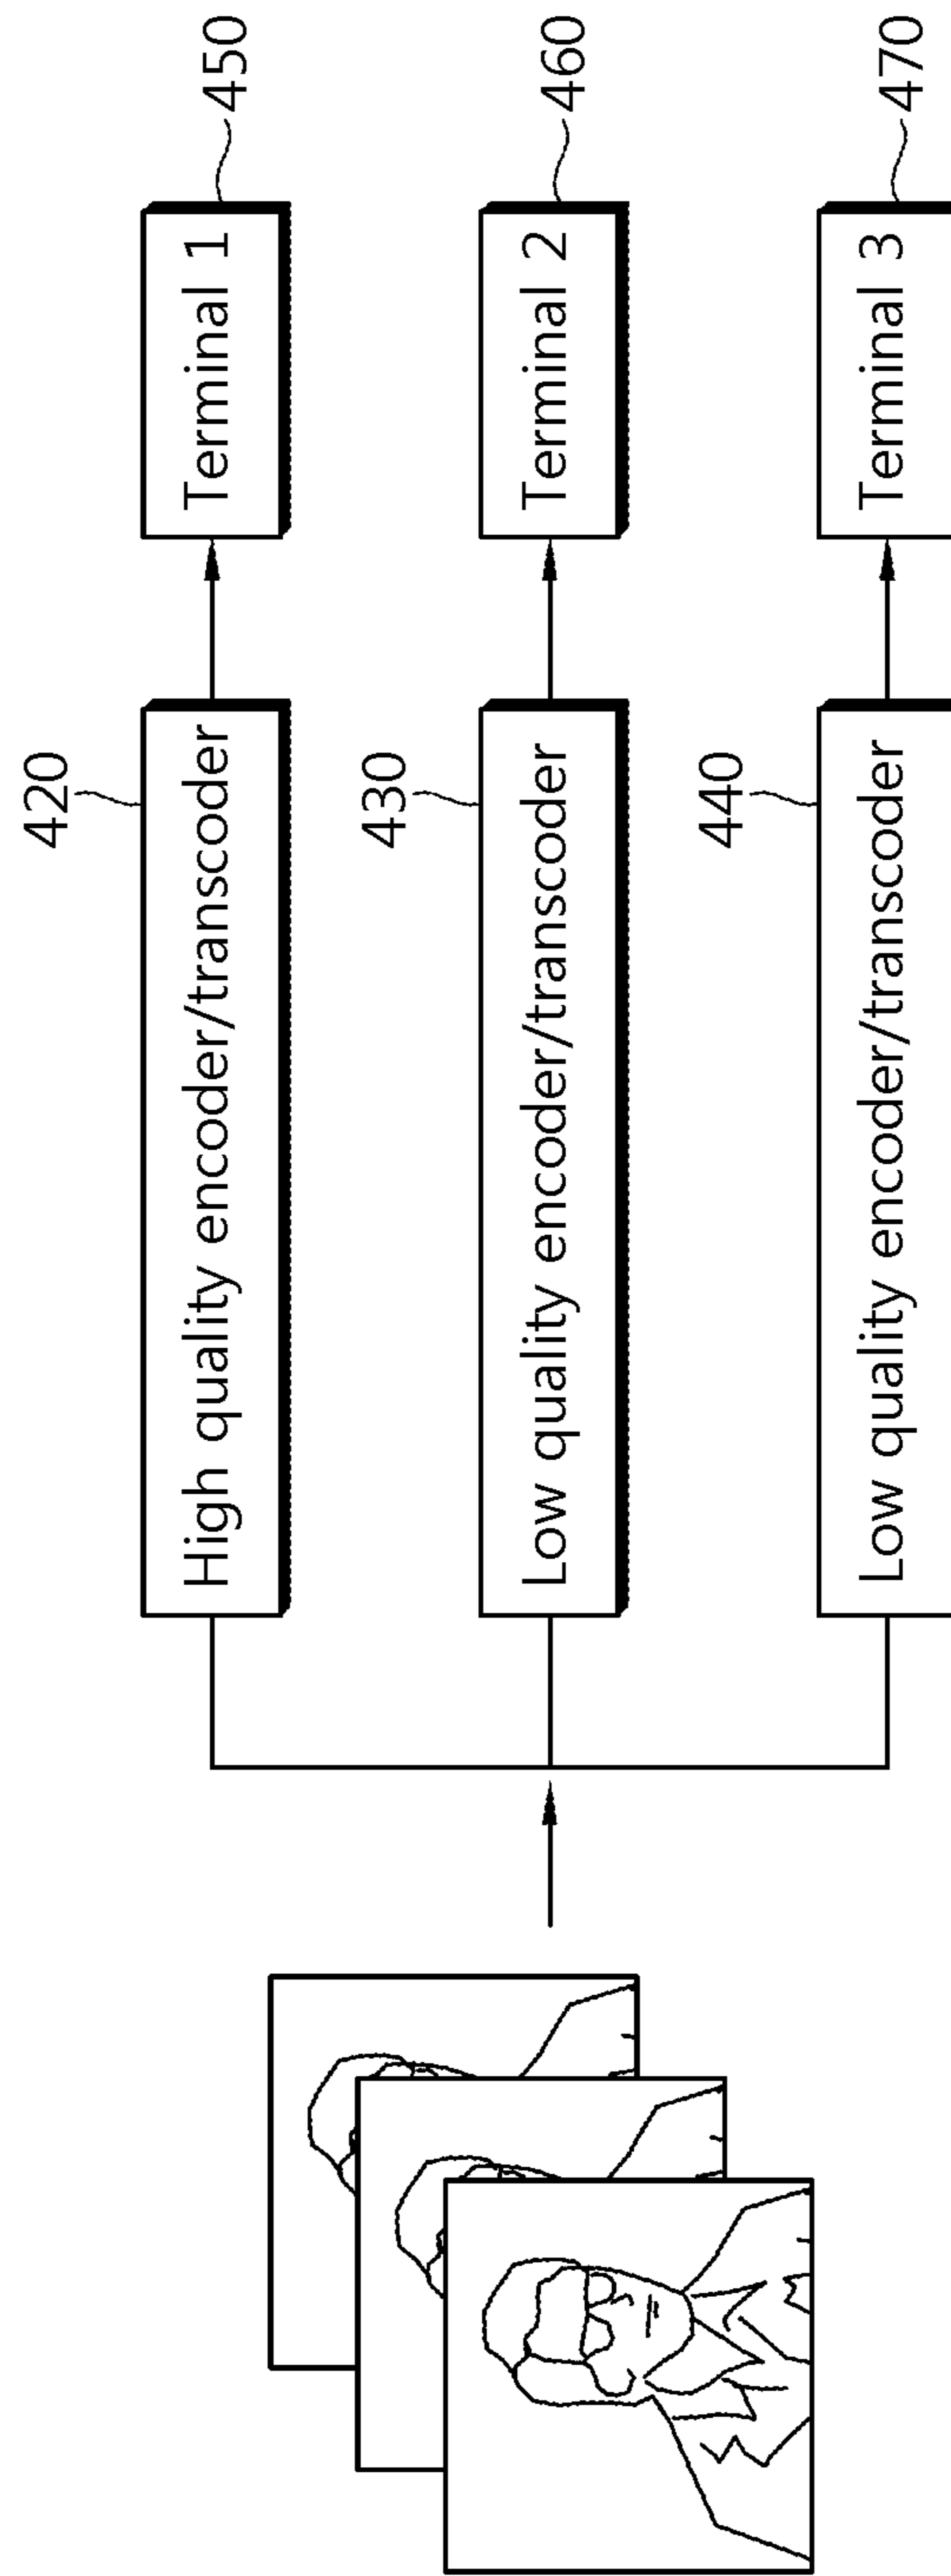 420
High quality encoder/transcoder
Terminal 1
450
430
Low quality encoder/transcoder
Terminal 2
460
440
Low quality encoder/transcoder
Terminal 3
470